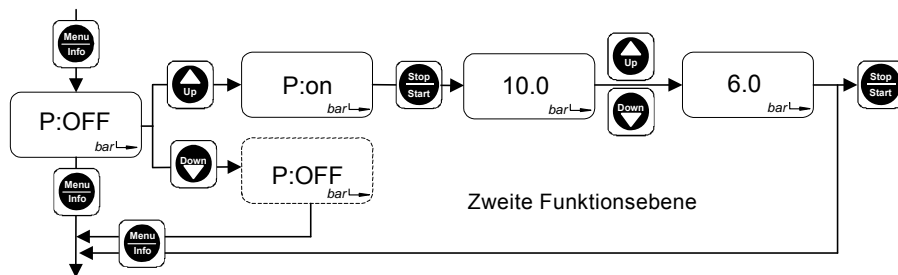 Menu
Info
P:OFF
bar
Up
P:on
bar
Stop
Start
10.0
bar
Up
Down
6.0
bar
Stop
Start
Menu
Info
Down
P:OFF
bar
Zweite Funktionsebene
Menu
Info